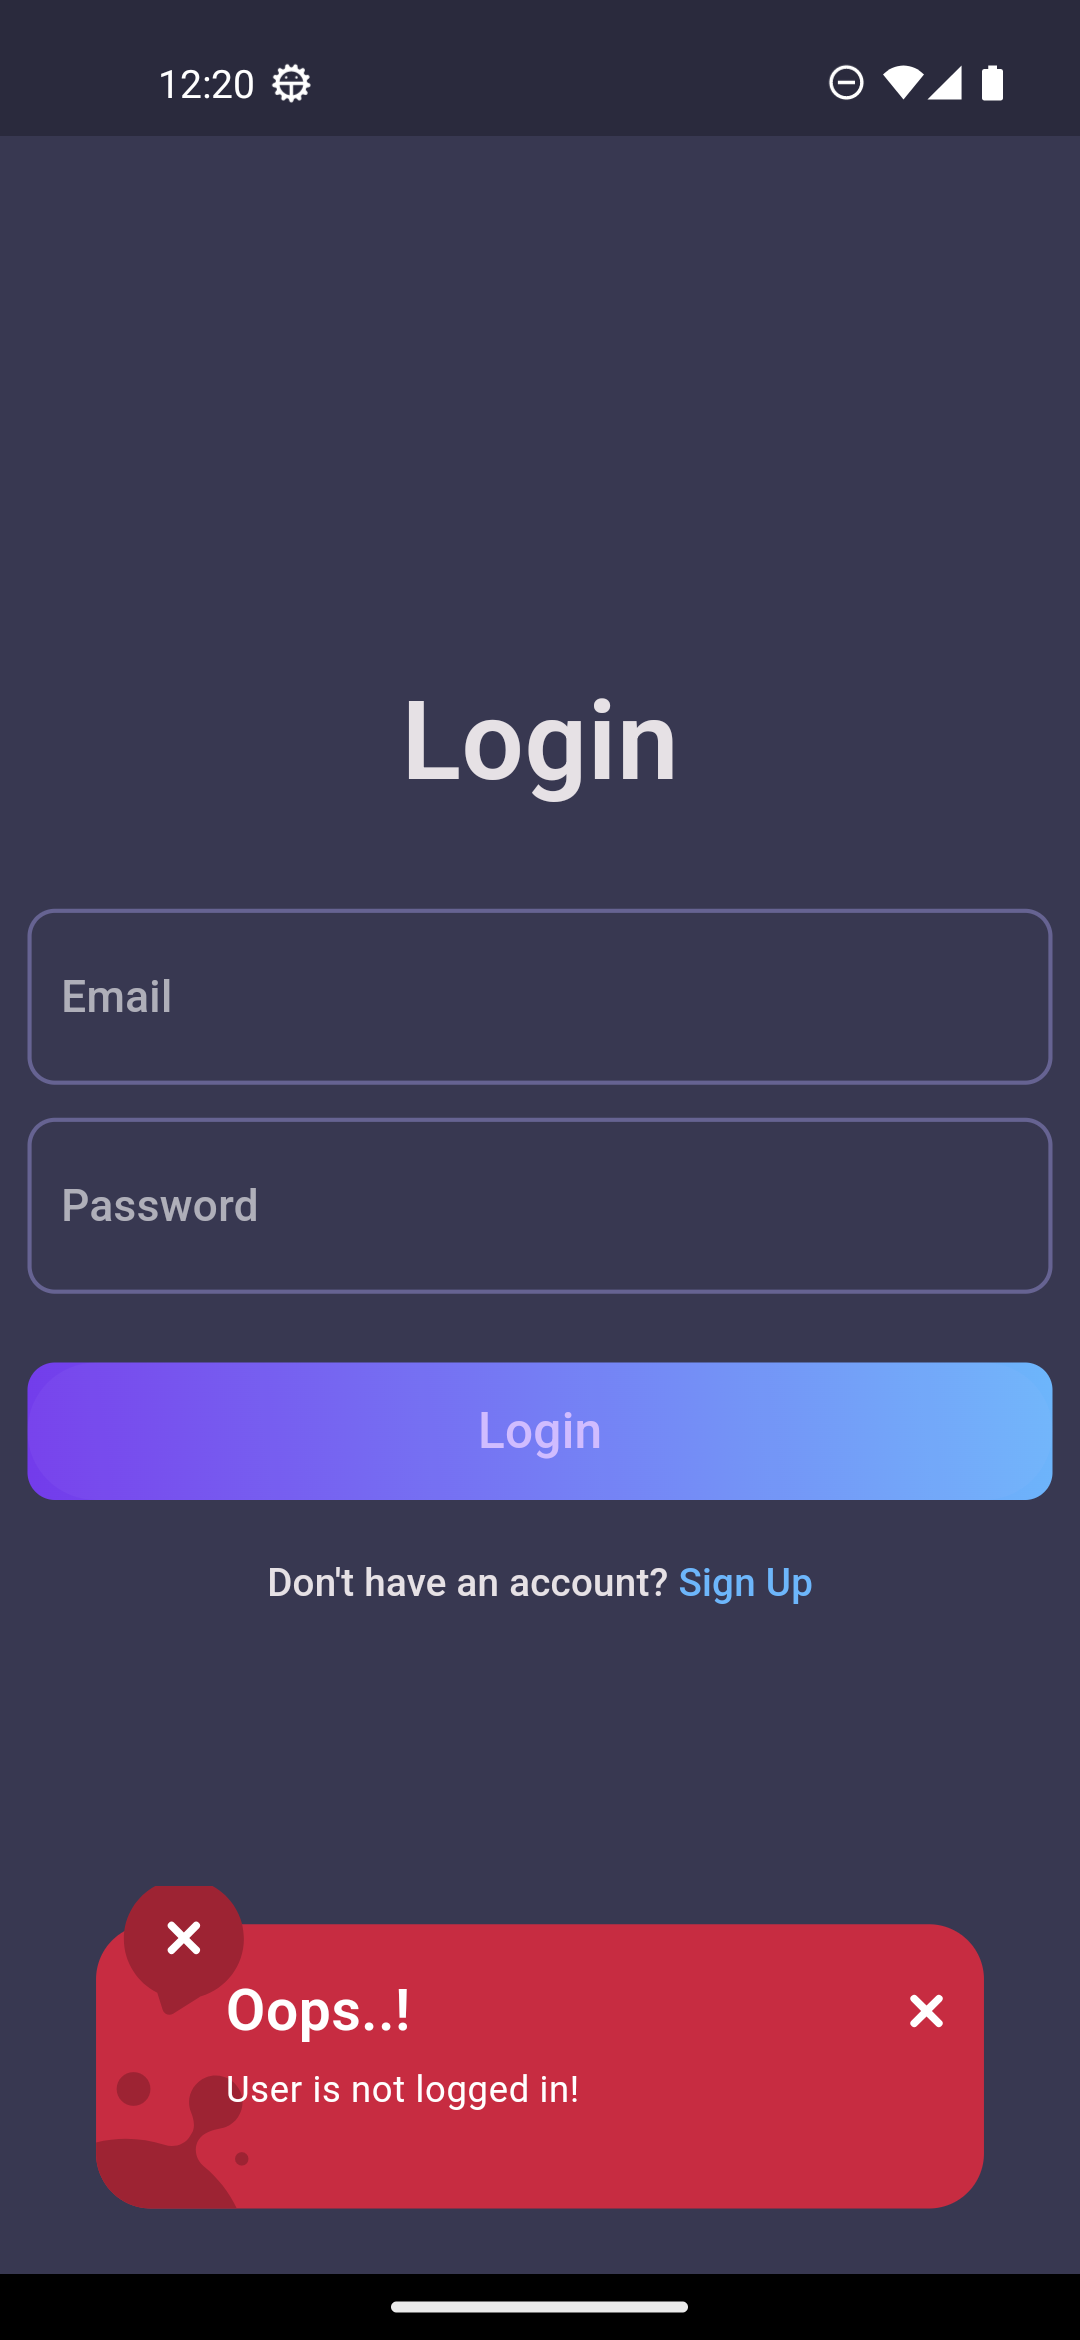 12:20
Login
Email
Password
Login
Don't have an account? Sign Up
Oops..!
User is not logged in!